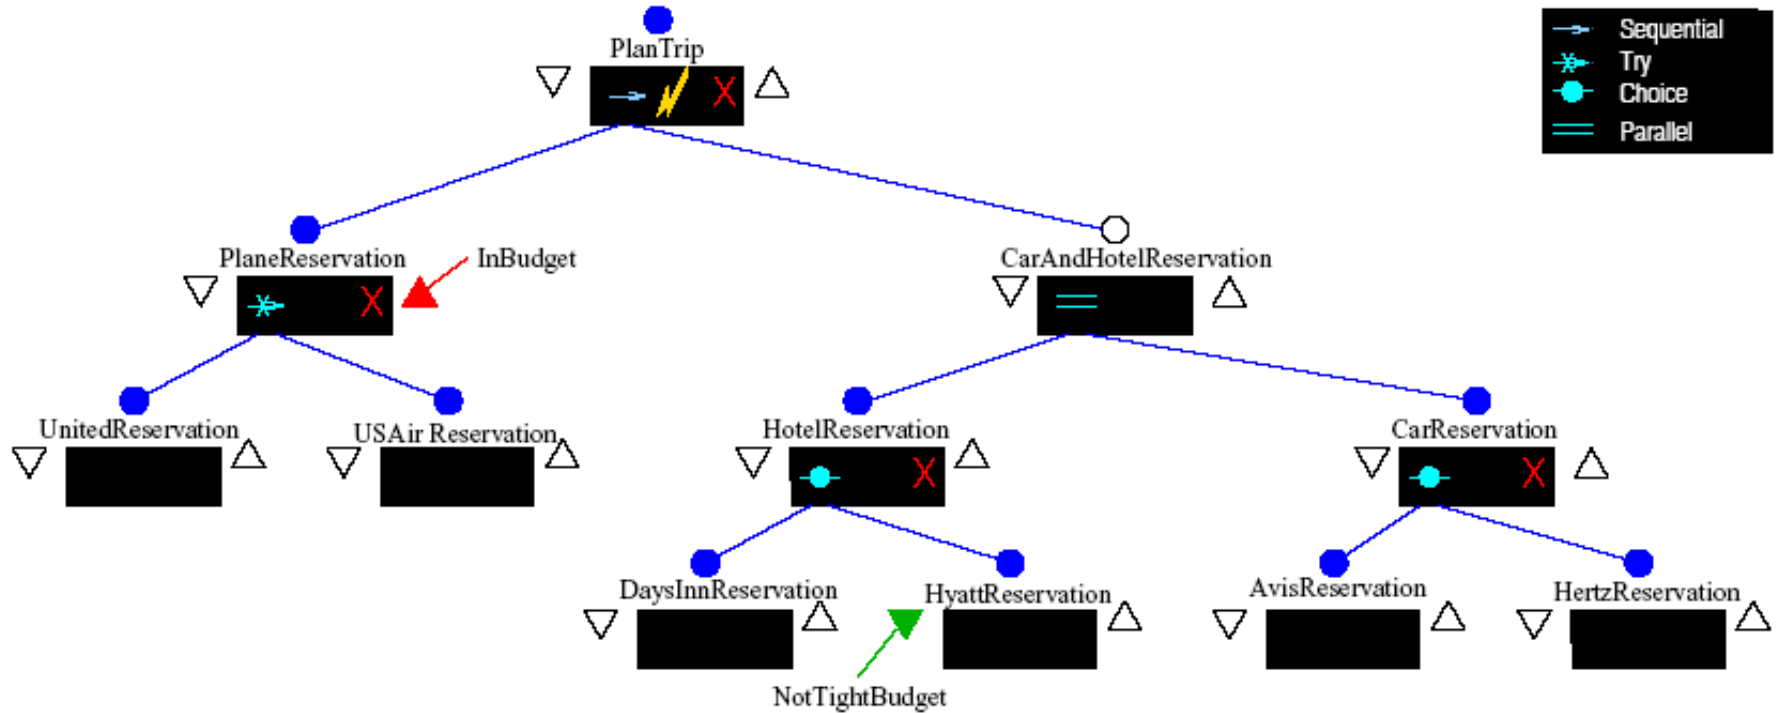 PlanTrip
Sequential
Try
Choice
Parallel
PlaneReservation
InBudget
CarAndHotelReservation
UnitedReservation
USAir Reservation
HotelReservation
CarReservation
DaysInnReservation
HyattReservation
AvisReservation
HertzReservation
NotTightBudget